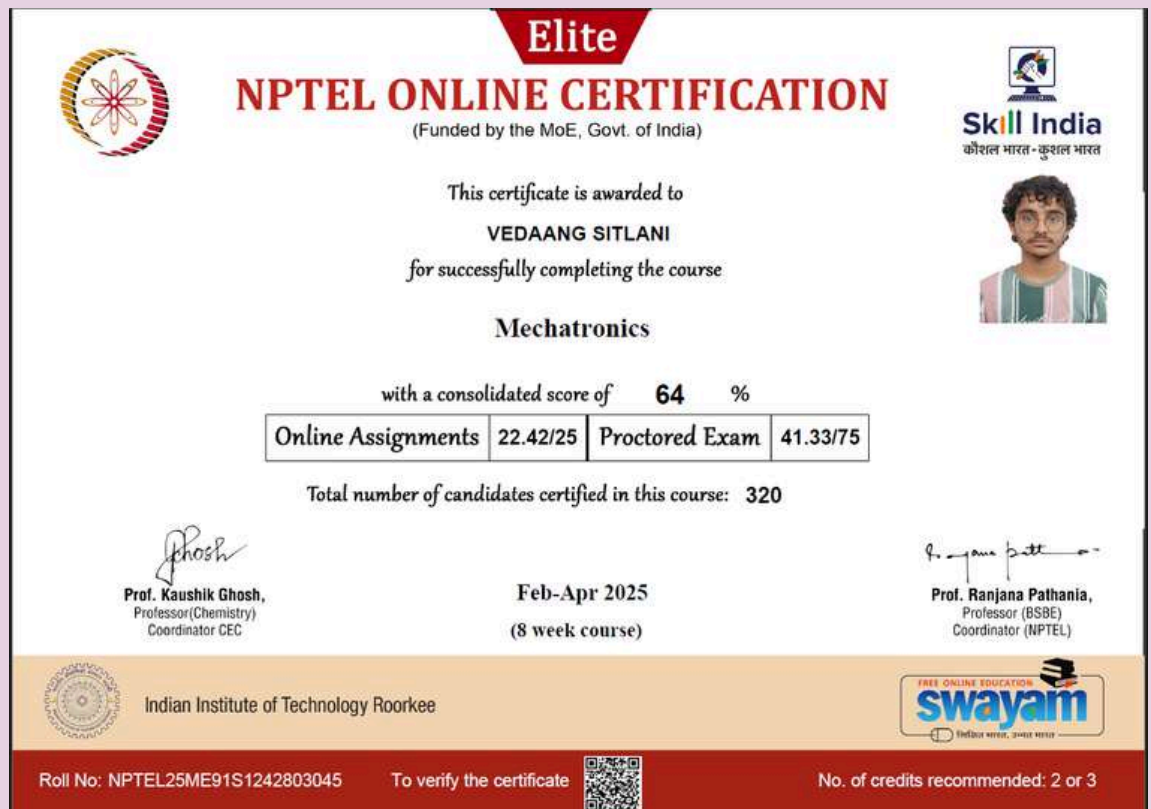 Elite
NPTEL ONLINE CERTIFICATION
(Funded by the MoE, Govt. of India)
Skill India
कौशल भारत-कुशल भारत
This certificate is awarded to
VEDAANG SITLANI
for successfully completing the course
Mechatronics
with a consolidated score of 64 %
Online Assignments 22.42/25 Proctored Exam 41.33/75
Total number of candidates certified in this course: 320
Prof. Kaushik Ghosh,
Professor(Chemistry)
Coordinator CEC
Feb-Apr 2025
(8 week course)
Prof. Ranjana Pathania,
Professor (BSBE)
Coordinator (NPTEL)
Indian Institute of Technology Roorkee
FREE ONLINE EDUCATION
swayam
शिक्षित भारत, उन्नत भारत
Roll No: NPTEL25ME91S1242803045 To verify the certificate No. of credits recommended: 2 or 3